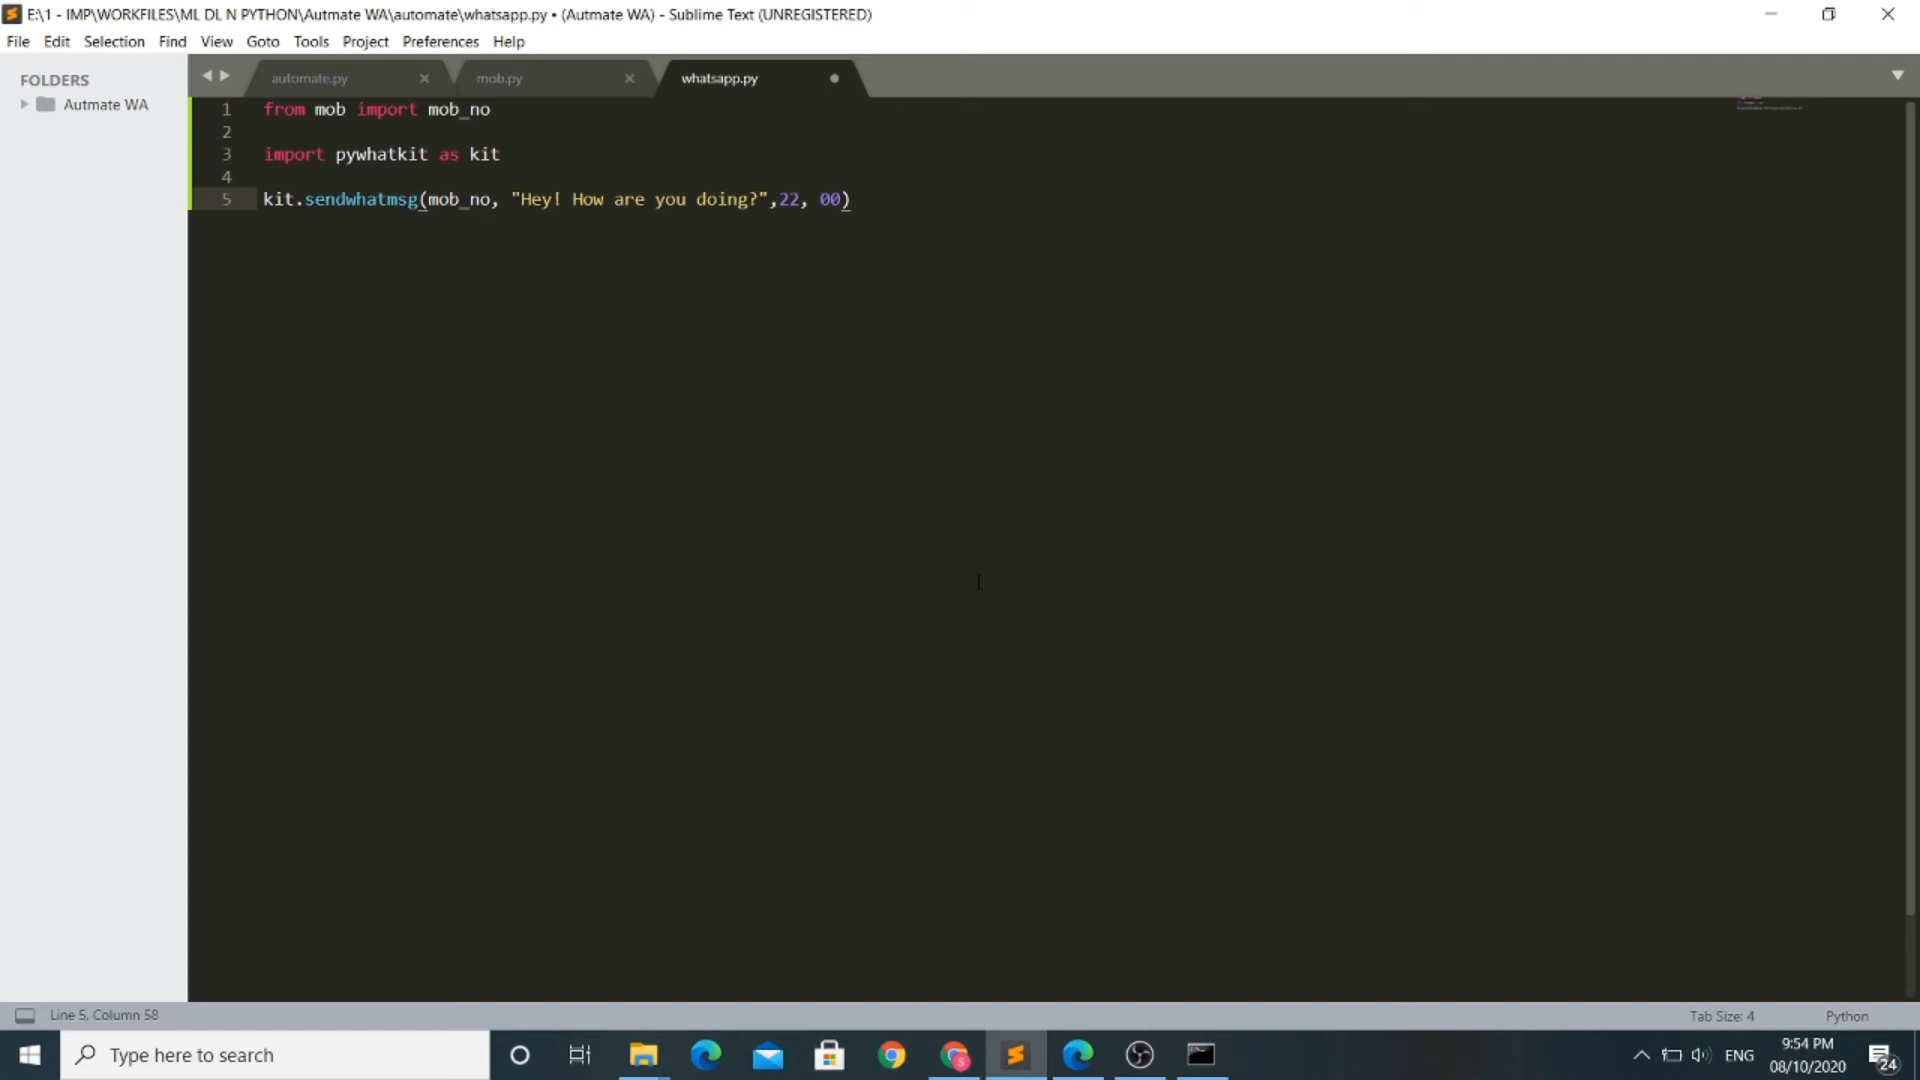 E:\1 - IMP\WORKFILES\ML DL N PYTHON\Autmate WA\automate\whatsapp.py • (Autmate WA) - Sublime Text (UNREGISTERED)
File Edit Selection Find View Goto Tools Project Preferences Help
FOLDERS
Autmate WA
automate.py
mob.py
whatsapp.py
1 from mob import mob_no
2
3 import pywhatkit as kit
4
5 kit.sendwhatmsg(mob_no, "Hey! How are you doing?",22, 00)
Line 5, Column 58
Tab Size: 4
Python
Type here to search
ENG
9:54 PM
08/10/2020
24